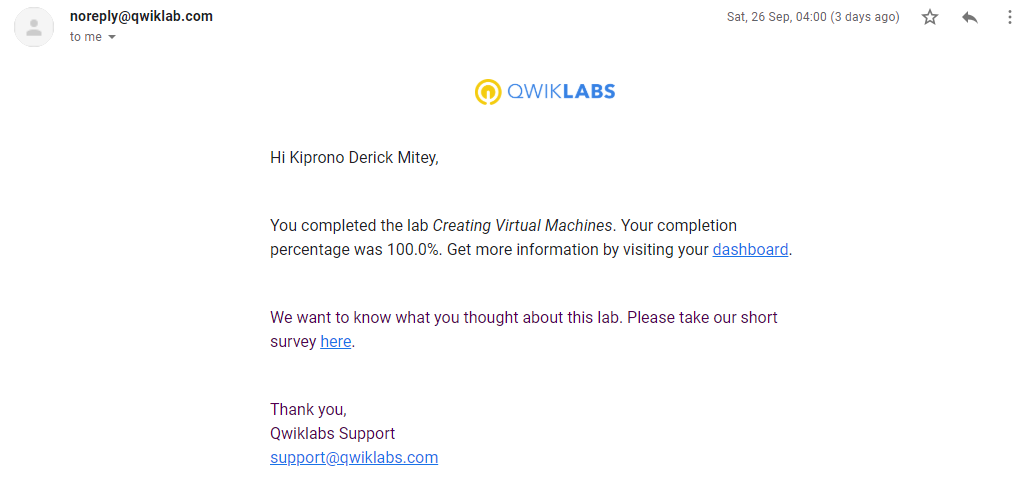 noreply@qwiklab.com
Sat, 26 Sep, 04:00 (3 days ago)
to me
QWIKLABS
Hi Kiprono Derick Mitey,
You completed the lab Creating Virtual Machines. Your completion
percentage was 100.0%. Get more information by visiting your dashboard.
We want to know what you thought about this lab. Please take our short
survey here.
Thank you,
Qwiklabs Support
support@qwiklabs.com